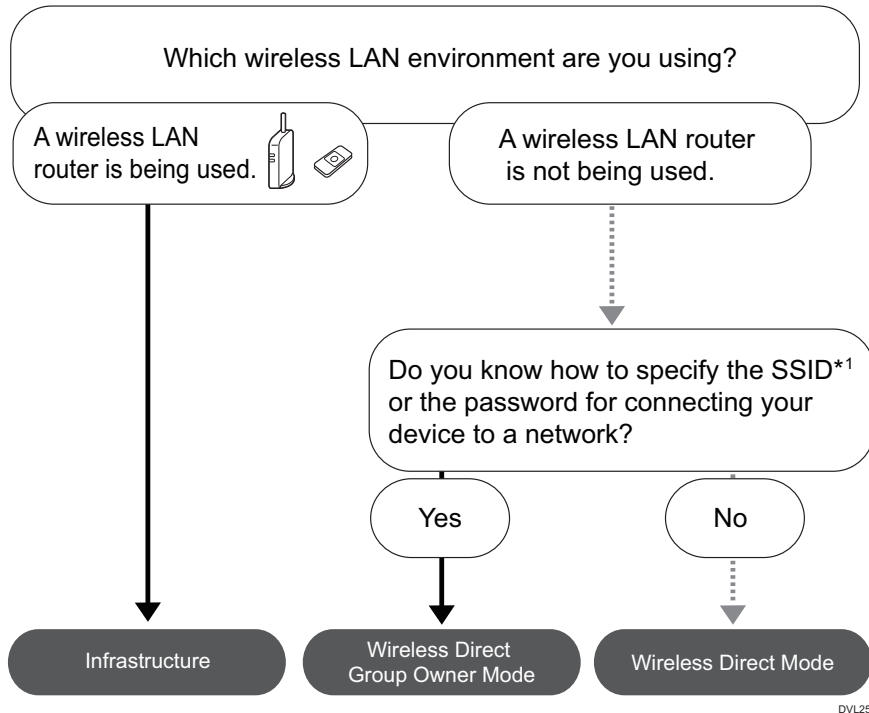 Which wireless LAN environment are you using?
A wireless LAN
router is being used.
A wireless LAN router
is not being used.
Do you know how to specify the SSID*1
or the password for connecting your
device to a network?
Yes
No
Infrastructure
Wireless Direct
Group Owner Mode
Wireless Direct Mode
DVL25